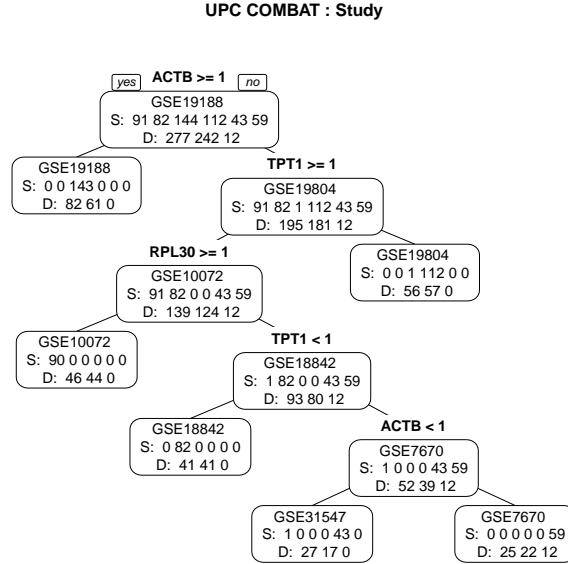 UPC COMBAT : Study
yes ACTB >= 1 no
GSE19188
S: 91 82 144 112 43 59
D: 277 242 12
GSE19188
S: 0 0 143 0 0 0
D: 82 61 0
TPT1 >= 1
GSE19804
S: 91 82 1 112 43 59
D: 195 181 12
RPL30 >= 1
GSE10072
S: 91 82 0 0 43 59
D: 139 124 12
GSE19804
S: 0 0 1 112 0 0
D: 56 57 0
GSE10072
S: 90 0 0 0 0 0
D: 46 44 0
TPT1 < 1
GSE18842
S: 1 82 0 0 43 59
D: 93 80 12
GSE18842
S: 0 82 0 0 0 0
D: 41 41 0
ACTB < 1
GSE7670
S: 1 0 0 0 43 59
D: 52 39 12
GSE31547
S: 1 0 0 0 43 0
D: 27 17 0
GSE7670
S: 0 0 0 0 0 59
D: 25 22 12